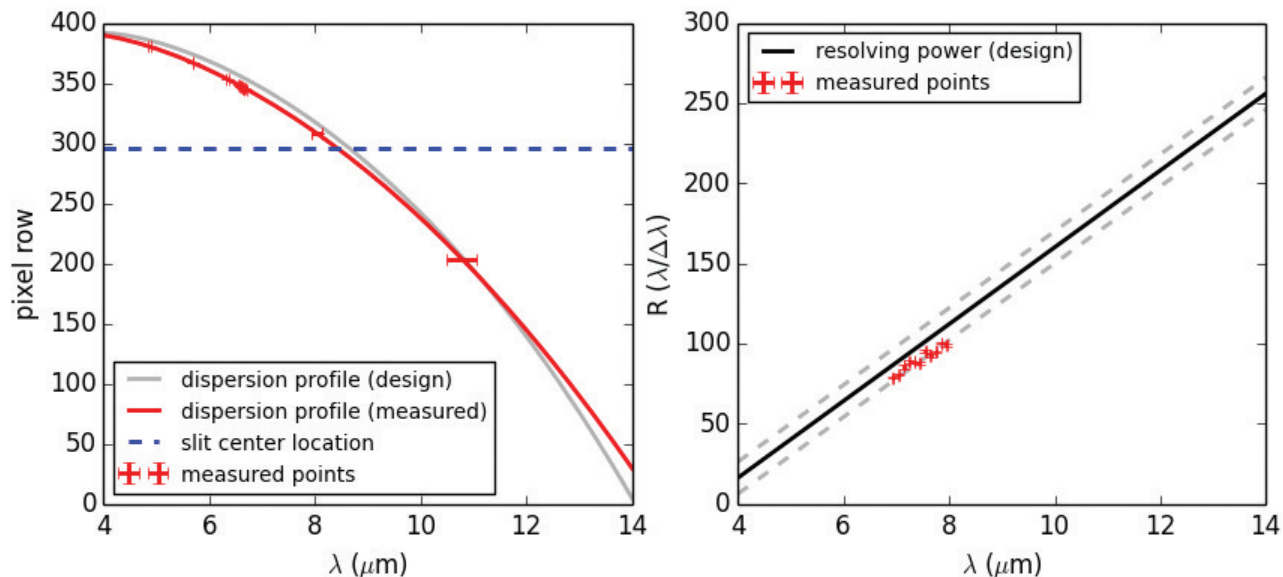 400
350
300
250
200
150
100
50
0
pixel row
dispersion profile (design)
dispersion profile (measured)
slit center location
measured points
4 6 8 10 12 14
λ (μm)
300
250
200
150
100
50
0
R (λ/Δλ)
resolving power (design)
measured points
4 6 8 10 12 14
λ (μm)